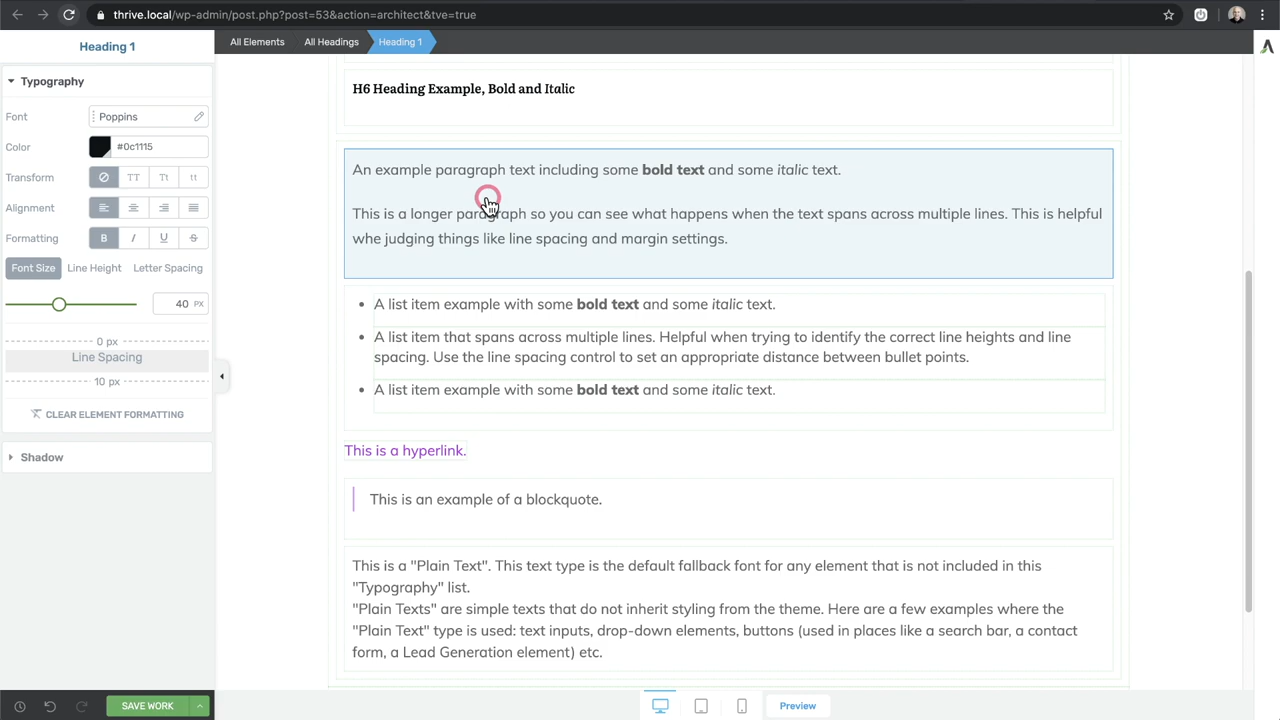 thrive.local/wp-admin/post.php?post=53&action=architect&tve=true
Heading 1
All Elements
All Headings
Heading 1
Typography
Font
Poppins
Color
#0c1115
Transform
TT
Tt
tt
Alignment
Formatting
B
I
U
S
Font Size
Line Height
Letter Spacing
40 PX
0 px
Line Spacing
10 px
CLEAR ELEMENT FORMATTING
Shadow
H6 Heading Example, Bold and Italic
An example paragraph text including some bold text and some italic text.
This is a longer paragraph so you can see what happens when the text spans across multiple lines. This is helpful
whe judging things like line spacing and margin settings.
A list item example with some bold text and some italic text.
A list item that spans across multiple lines. Helpful when trying to identify the correct line heights and line
spacing. Use the line spacing control to set an appropriate distance between bullet points.
A list item example with some bold text and some italic text.
This is a hyperlink.
This is an example of a blockquote.
This is a "Plain Text". This text type is the default fallback font for any element that is not included in this
"Typography" list.
"Plain Texts" are simple texts that do not inherit styling from the theme. Here are a few examples where the
"Plain Text" type is used: text inputs, drop-down elements, buttons (used in places like a search bar, a contact
form, a Lead Generation element) etc.
SAVE WORK
Preview